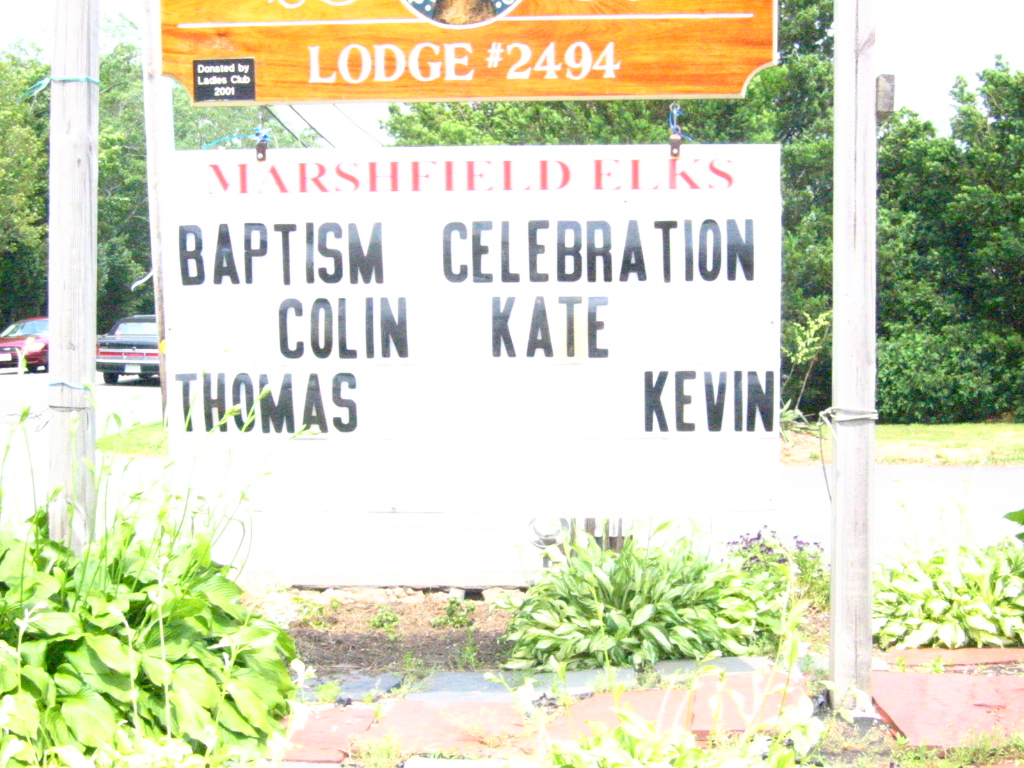 LODGE #2494
Donated by
Ladies Club
2001
MARSHFIELD ELKS
BAPTISM CELEBRATION
COLIN KATE
THOMAS KEVIN